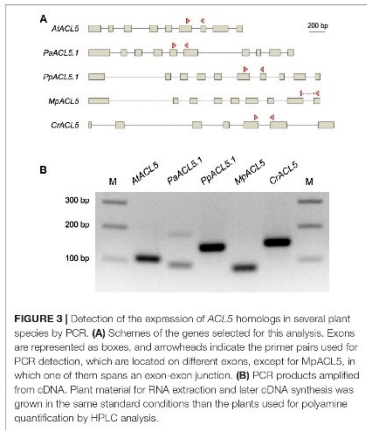 A
AtACL5
200 bp
PaACL5.1
PpACL5.1
MpACL5
CrACL5
B
M AtACL5 PaACL5.1 PpACL5.1 MpACL5 CrACL5 M
300 bp
200 bp
100 bp
FIGURE 3 | Detection of the expression of ACL5 homologs in several plant
species by PCR. (A) Schemes of the genes selected for this analysis. Exons
are represented as boxes, and arrowheads indicate the primer pairs used for
PCR detection, which are located on different exons, except for MpACL5, in
which one of them spans an exon-exon junction. (B) PCR products amplified
from cDNA. Plant material for RNA extraction and later cDNA synthesis was
grown in the same standard conditions than the plants used for polyamine
quantification by HPLC analysis.